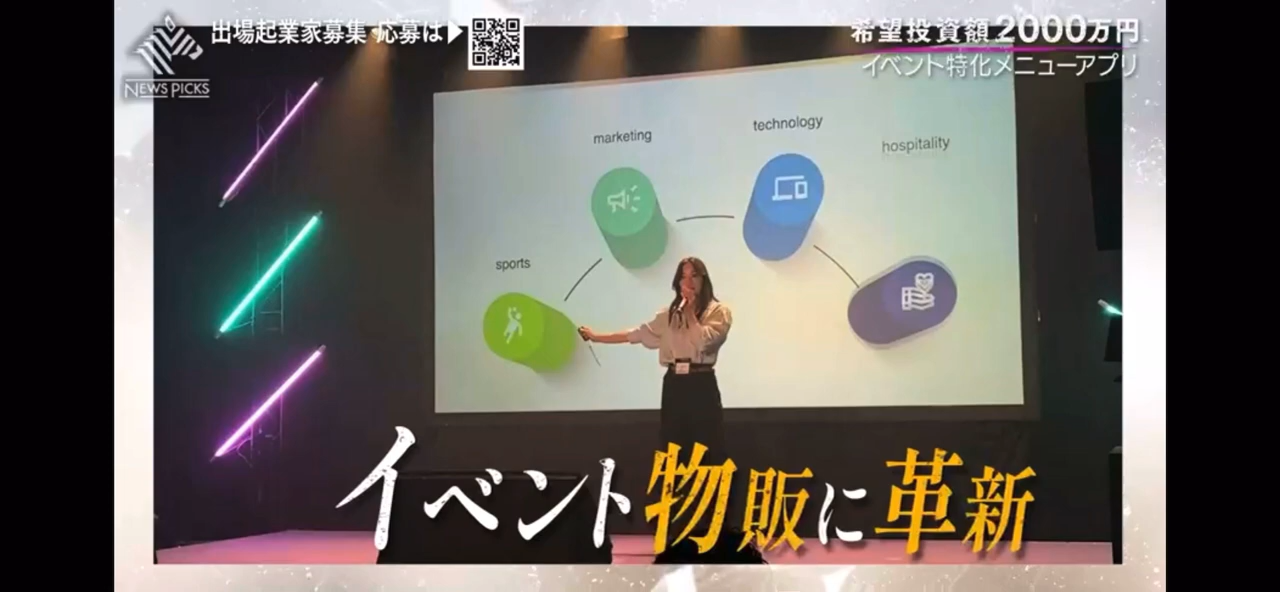 出場起業家募集 応募は▶
希望投資額 2000万円
イベント特化メニューアプリ
NEWS PICKS
marketing
technology
hospitality
sports
イベント物販に革新